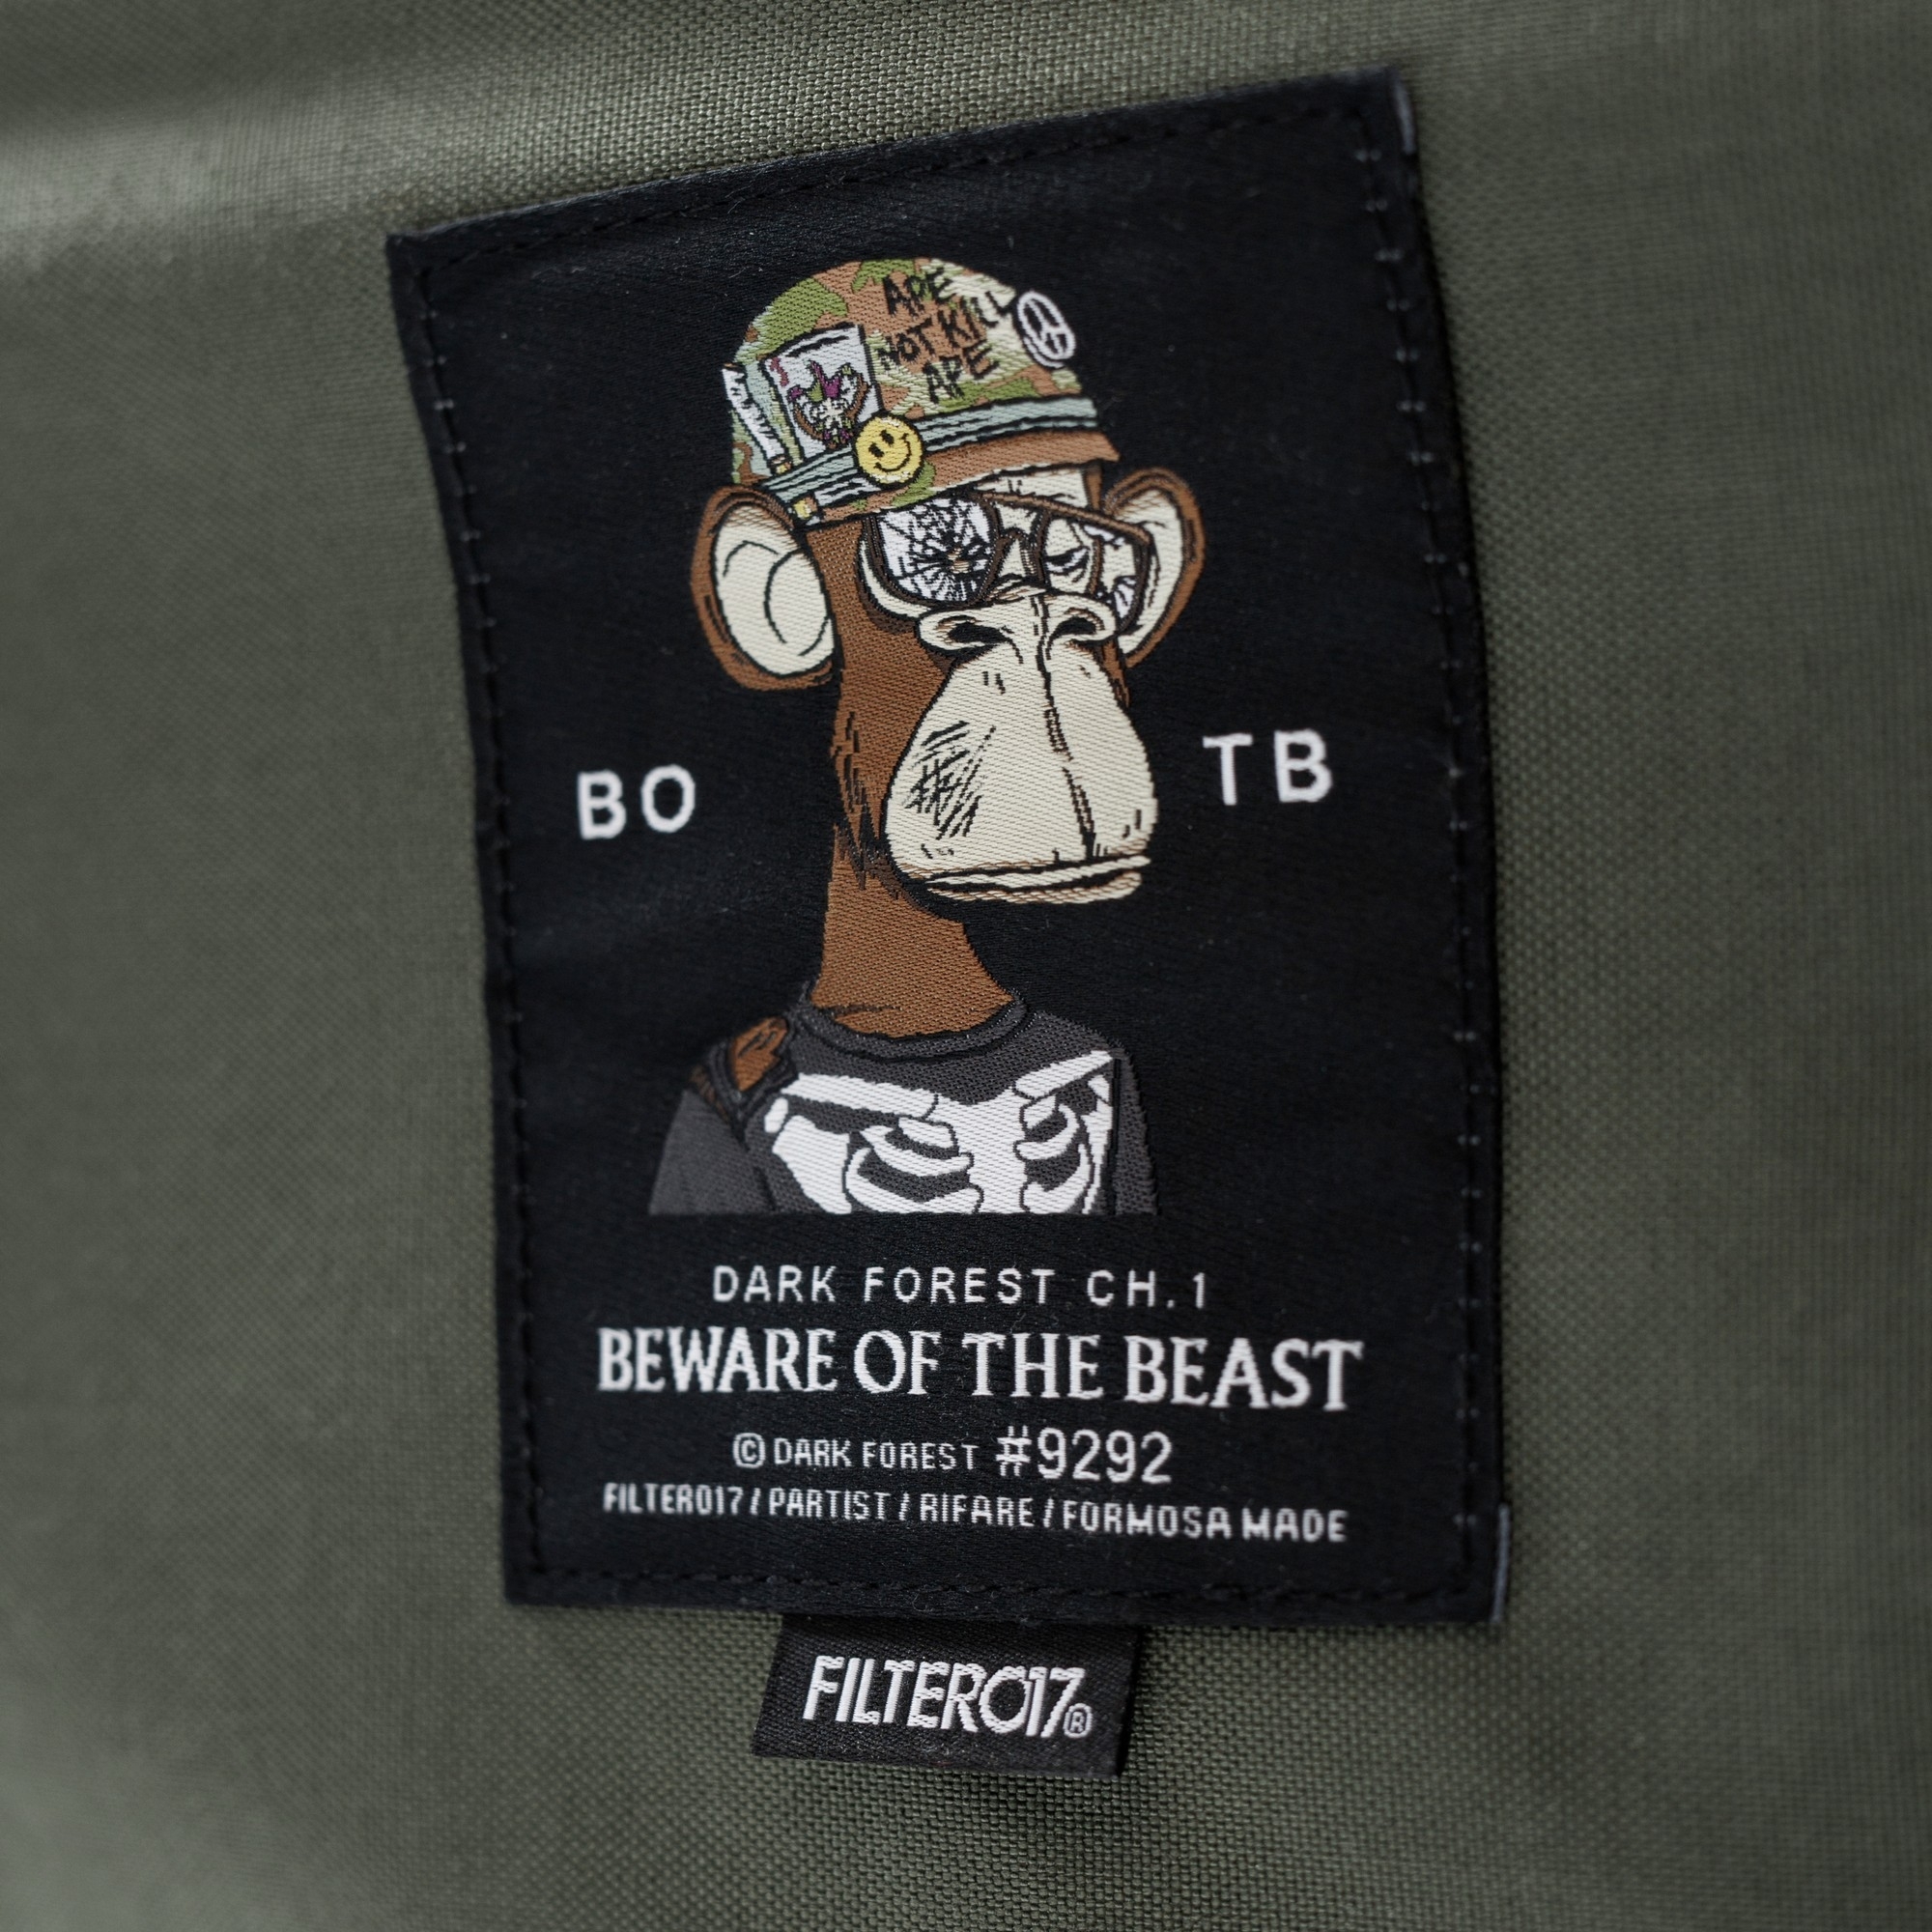 APE
NOT KILL
APE
BO TB
DARK FOREST CH.1
BEWARE OF THE BEAST
© DARK FOREST #9292
FILTER017 / PARTIST / RIFARE / FORMOSA MADE
FILTER017®